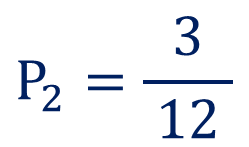 P₂ = 3/12